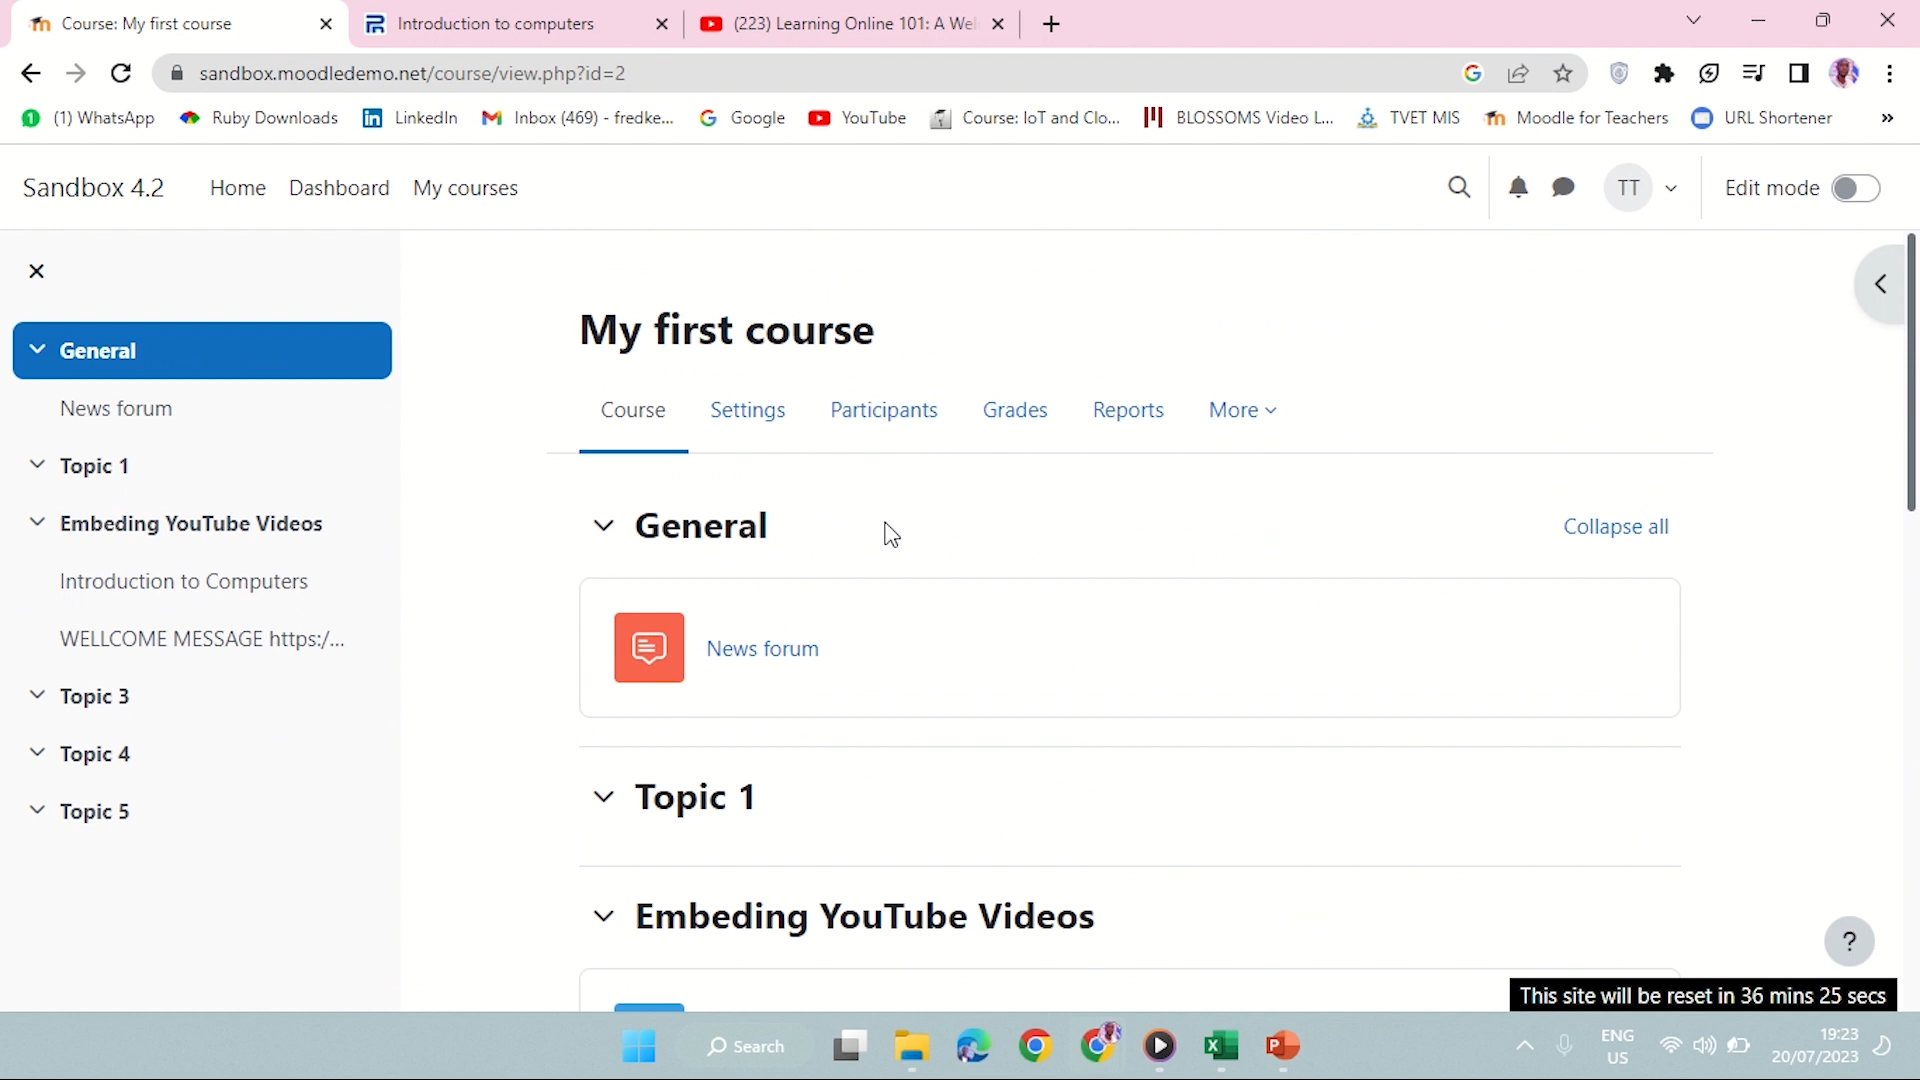 Course: My first course
Introduction to computers
(223) Learning Online 101: A Wel
sandbox.moodledemo.net/course/view.php?id=2
(1) WhatsApp
Ruby Downloads
LinkedIn
Inbox (469) - fredke...
Google
YouTube
Course: IoT and Clo...
BLOSSOMS Video L...
TVET MIS
Moodle for Teachers
URL Shortener
»
Sandbox 4.2
Home
Dashboard
My courses
TT
Edit mode
General
News forum
Topic 1
Embeding YouTube Videos
Introduction to Computers
WELLCOME MESSAGE https:/...
Topic 3
Topic 4
Topic 5
My first course
Course
Settings
Participants
Grades
Reports
More
General
Collapse all
News forum
Topic 1
Embeding YouTube Videos
?
This site will be reset in 36 mins 25 secs
Search
ENG
US
19:23
20/07/2023